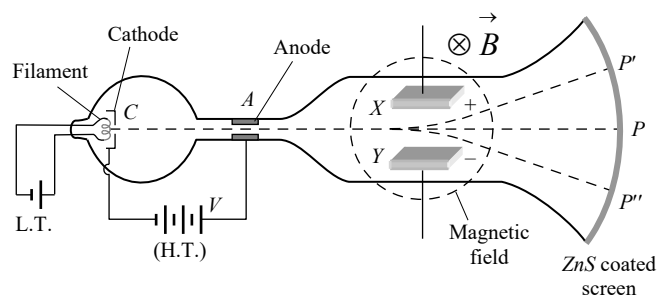 Cathode
Anode
Filament
⊗ B⃗
C
A
X
+
P'
P
Y
−
P''
V
L.T.
(H.T.)
Magnetic
field
ZnS coated
screen